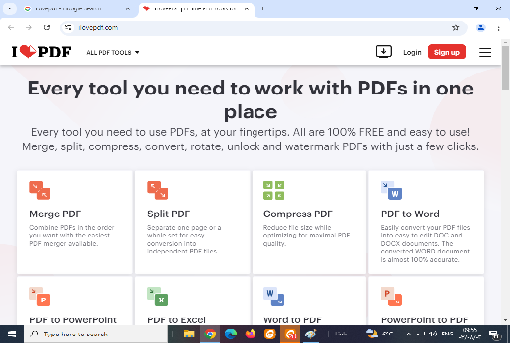 ilovepdf.com
I PDF
ALL PDF TOOLS
Login
Sign up
Every tool you need to work with PDFs in one
place
Every tool you need to use PDFs, at your fingertips. All are 100% FREE and easy to use!
Merge, split, compress, convert, rotate, unlock and watermark PDFs with just a few clicks.
Merge PDF
Combine PDFs in the order
you want with the easiest
PDF merger available.
Split PDF
Separate one page or a
whole set for easy
conversion into
independent PDF files.
Compress PDF
Reduce file size while
optimizing for maximal PDF
quality.
W
PDF to Word
Easily convert your PDF files
into easy to edit DOC and
DOCX documents. The
converted WORD document
is almost 100% accurate.
P
PDF to PowerPoint
X
PDF to Excel
W
Word to PDF
P
PowerPoint to PDF
Type here to search
ENG
09:55